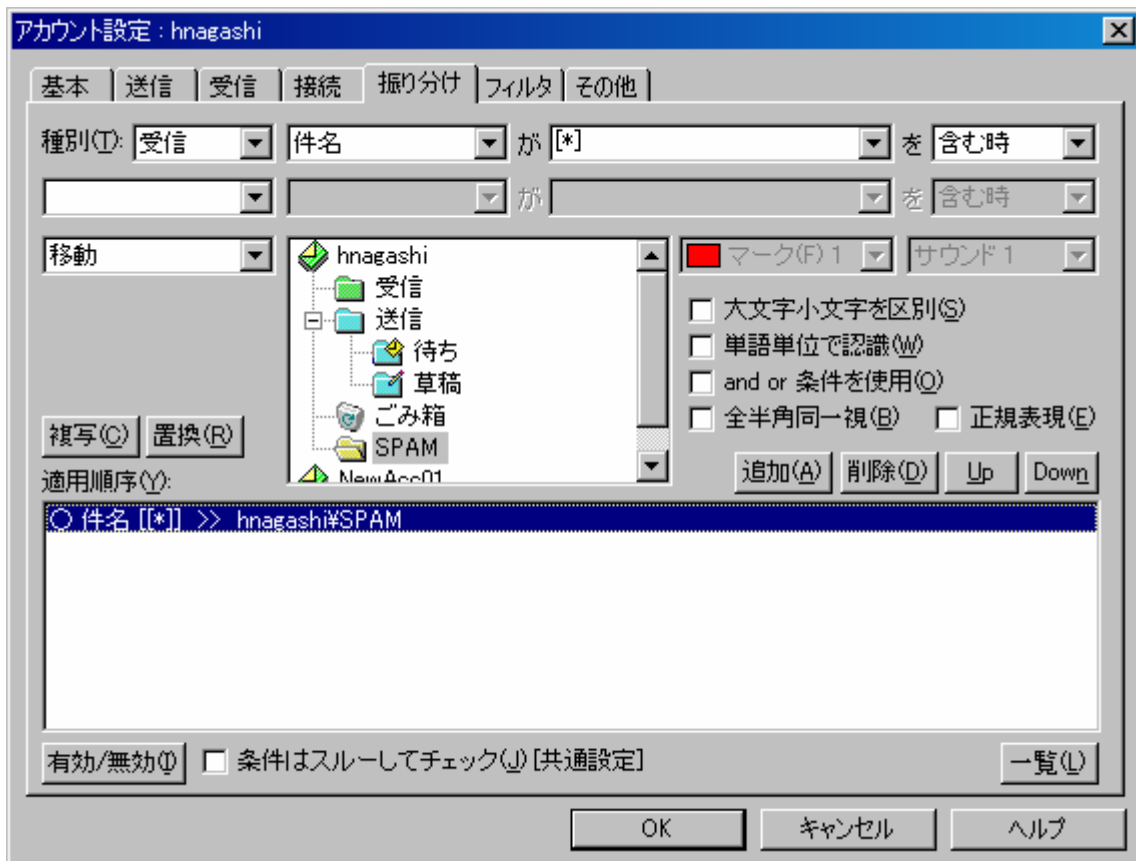 アカウント設定 : hnagashi
基本 送信 受信 接続 振り分け フィルタ その他
種別(T): 受信 件名 が [*] を 含む時
が を 含む時
移動 マーク(F) 1 サウンド 1
hnagashi
受信
送信
待ち
草稿
ごみ箱
SPAM
NewAcc01
大文字小文字を区別(S)
単語単位で認識(W)
and or 条件を使用(O)
全半角同一視(B) 正規表現(E)
複写(C) 置換(R)
追加(A) 削除(D) Up Down
適用順序(Y):
○ 件名 [[*]] >> hnagashi¥SPAM
有効/無効(I) 条件はスルーしてチェック(J) [共通設定] 一覧(L)
OK キャンセル ヘルプ